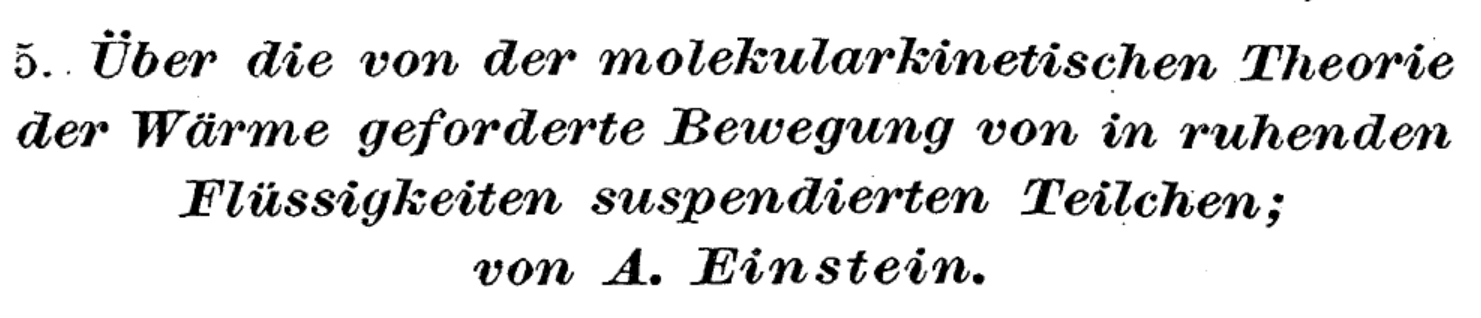 5. Über die von der molekularkinetischen Theorie
der Wärme geforderte Bewegung von in ruhenden
Flüssigkeiten suspendierten Teilchen;
von A. Einstein.